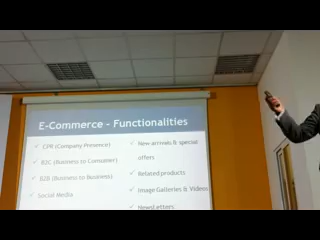 E-Commerce - Functionalities
✓ CPR (Company Presence)
✓ B2C (Business to Consumer)
✓ B2B (Business to Business)
✓ Social Media
✓ New arrivals & special
offers
✓ Related products
✓ Image Galleries & Videos
✓ NewsLetters